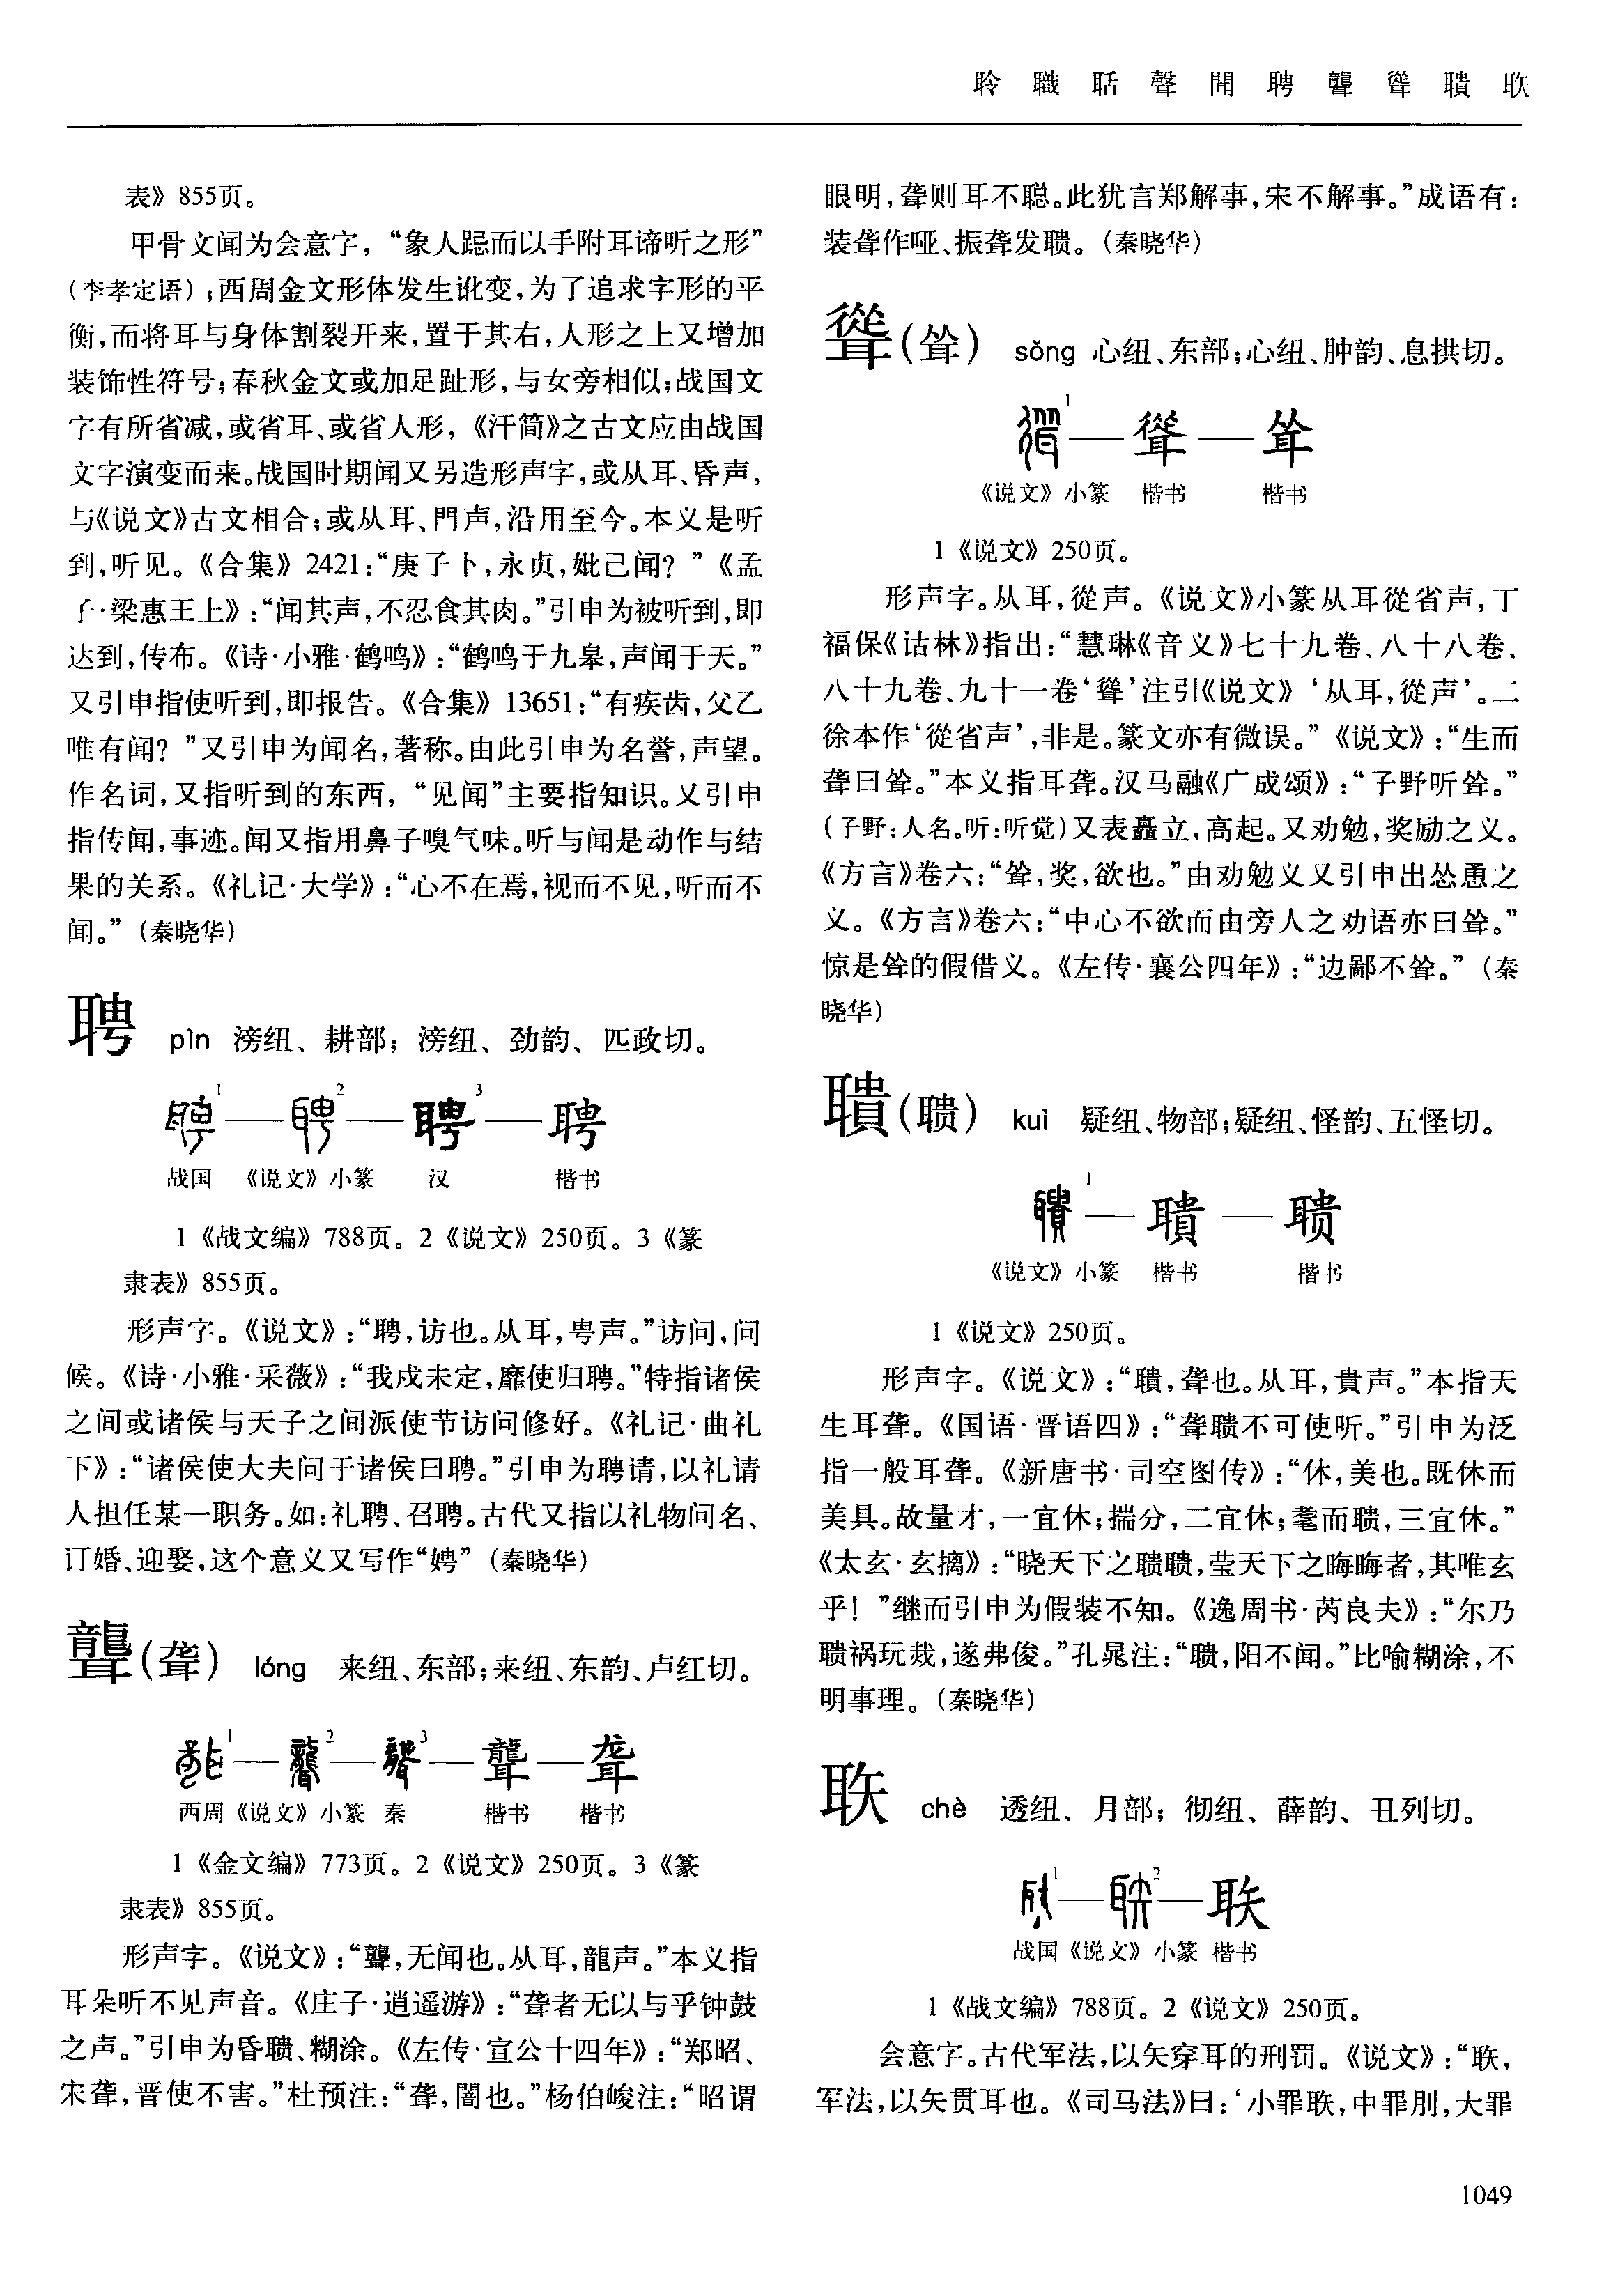 聆 職 聒 聲 聞 聘 聾 聳 聵 聅
表》855页。
甲骨文闻为会意字，“象人跽而以手附耳谛听之形”
（李孝定语）；西周金文形体发生讹变，为了追求字形的平
衡，而将耳与身体割裂开来，置于其右，人形之上又增加
装饰性符号；春秋金文或加足趾形，与女旁相似；战国文
字有所省减，或省耳、或省人形，《汗简》之古文应由战国
文字演变而来。战国时期闻又另造形声字，或从耳、昏声，
与《说文》古文相合；或从耳、門声，沿用至今。本义是听
到，听见。《合集》2421：“庚子卜，永贞，妣己闻？”《孟
子·梁惠王上》：“闻其声，不忍食其肉。”引申为被听到，即
达到，传布。《诗·小雅·鹤鸣》：“鹤鸣于九皋，声闻于天。”
又引申指使听到，即报告。《合集》13651：“有疾齿，父乙
唯有闻？”又引申为闻名，著称。由此引申为名誉，声望。
作名词，又指听到的东西，“见闻”主要指知识。又引申
指传闻，事迹。闻又指用鼻子嗅气味。听与闻是动作与结
果的关系。《礼记·大学》：“心不在焉，视而不见，听而不
闻。”（秦晓华）
聘 pìn 滂纽、耕部；滂纽、劲韵、匹政切。
1 2 3
聘—聘—聘—聘
战国 《说文》小篆 汉 楷书
1《战文编》788页。2《说文》250页。3《篆
隶表》855页。
形声字。《说文》：“聘，访也。从耳，甹声。”访问，问
候。《诗·小雅·采薇》：“我戍未定，靡使归聘。”特指诸侯
之间或诸侯与天子之间派使节访问修好。《礼记·曲礼
下》：“诸侯使大夫问于诸侯曰聘。”引申为聘请，以礼请
人担任某一职务。如：礼聘、召聘。古代又指以礼物问名、
订婚、迎娶，这个意义又写作“娉”（秦晓华）
聾（聋） lóng 来纽、东部；来纽、东韵、卢红切。
1 2 3
聾—聾—聾—聾—聋
西周《说文》小篆 秦 楷书 楷书
1《金文编》773页。2《说文》250页。3《篆
隶表》855页。
形声字。《说文》：“聾，无闻也。从耳，龍声。”本义指
耳朵听不见声音。《庄子·逍遥游》：“聋者无以与乎钟鼓
之声。”引申为昏聩、糊涂。《左传·宣公十四年》：“郑昭、
宋聋，晋使不害。”杜预注：“聋，闇也。”杨伯峻注：“昭谓
眼明，聋则耳不聪。此犹言郑解事，宋不解事。”成语有：
装聋作哑、振聋发聩。（秦晓华）
聳（耸） sǒng 心纽、东部；心纽、肿韵、息拱切。
1
聳—聳—耸
《说文》小篆 楷书 楷书
1《说文》250页。
形声字。从耳，從声。《说文》小篆从耳從省声，丁
福保《诂林》指出：“慧琳《音义》七十九卷、八十八卷、
八十九卷、九十一卷‘聳’注引《说文》‘从耳，從声’。二
徐本作‘從省声’，非是。篆文亦有微误。”《说文》：“生而
聋曰耸。”本义指耳聋。汉马融《广成颂》：“子野听耸。”
（子野：人名。听：听觉）又表矗立，高起。又劝勉，奖励之义。
《方言》卷六：“耸，奖，欲也。”由劝勉义又引申出怂恿之
义。《方言》卷六：“中心不欲而由旁人之劝语亦曰耸。”
惊是耸的假借义。《左传·襄公四年》：“边鄙不耸。”（秦
晓华）
聵（聩） kuì 疑纽、物部；疑纽、怪韵、五怪切。
1
聵—聵—聩
《说文》小篆 楷书 楷书
1《说文》250页。
形声字。《说文》：“聩，聋也。从耳，貴声。”本指天
生耳聋。《国语·晋语四》：“聋聩不可使听。”引申为泛
指一般耳聋。《新唐书·司空图传》：“休，美也。既休而
美具。故量才，一宜休；揣分，二宜休；耄而聩，三宜休。”
《太玄·玄摛》：“晓天下之聩聩，莹天下之晦晦者，其唯玄
乎！”继而引申为假装不知。《逸周书·芮良夫》：“尔乃
聩祸玩烖，遂弗俊。”孔晁注：“聩，阳不闻。”比喻糊涂，不
明事理。（秦晓华）
聅 chè 透纽、月部；彻纽、薛韵、丑列切。
1 2
聅—聅—聅
战国《说文》小篆 楷书
1《战文编》788页。2《说文》250页。
会意字。古代军法，以矢穿耳的刑罚。《说文》：“聅，
军法，以矢贯耳也。《司马法》曰：‘小罪聅，中罪刖，大罪
1049